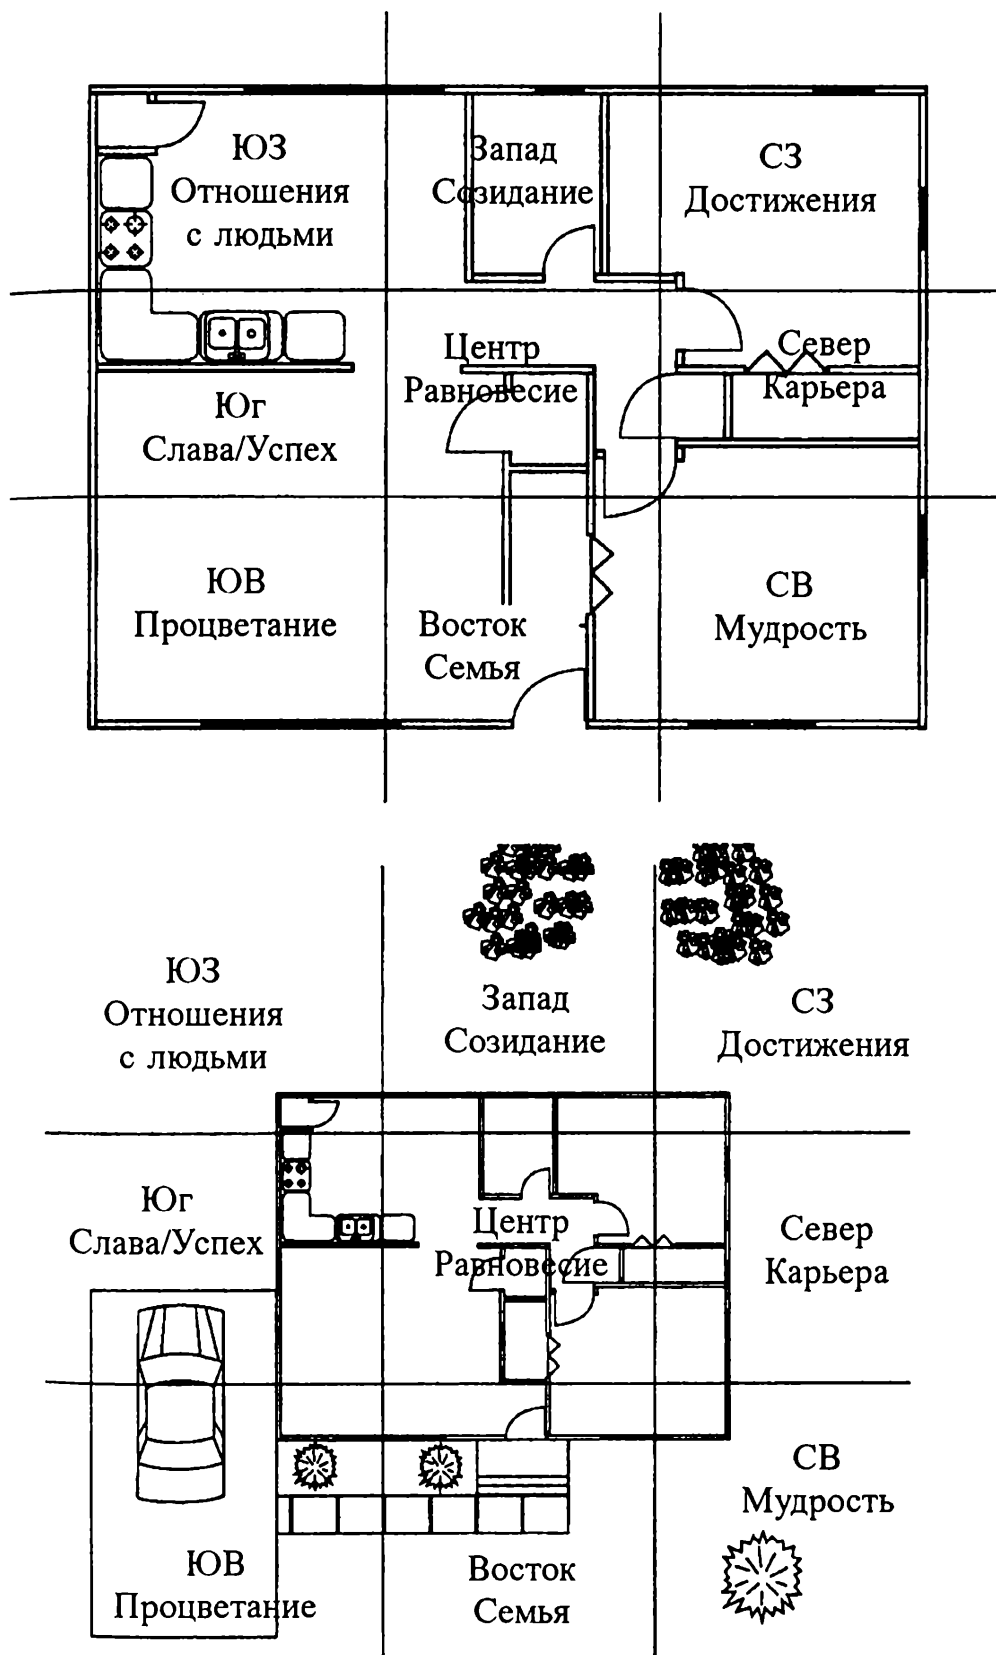 ЮЗ
Отношения
с людьми
Запад
Созидание
СЗ
Достижения
Юг
Слава/Успех
Центр
Равновесие
Север
Карьера
ЮВ
Процветание
Восток
Семья
СВ
Мудрость
ЮЗ
Отношения
с людьми
Запад
Созидание
СЗ
Достижения
Юг
Слава/Успех
Центр
Равновесие
Север
Карьера
ЮВ
Процветание
Восток
Семья
СВ
Мудрость